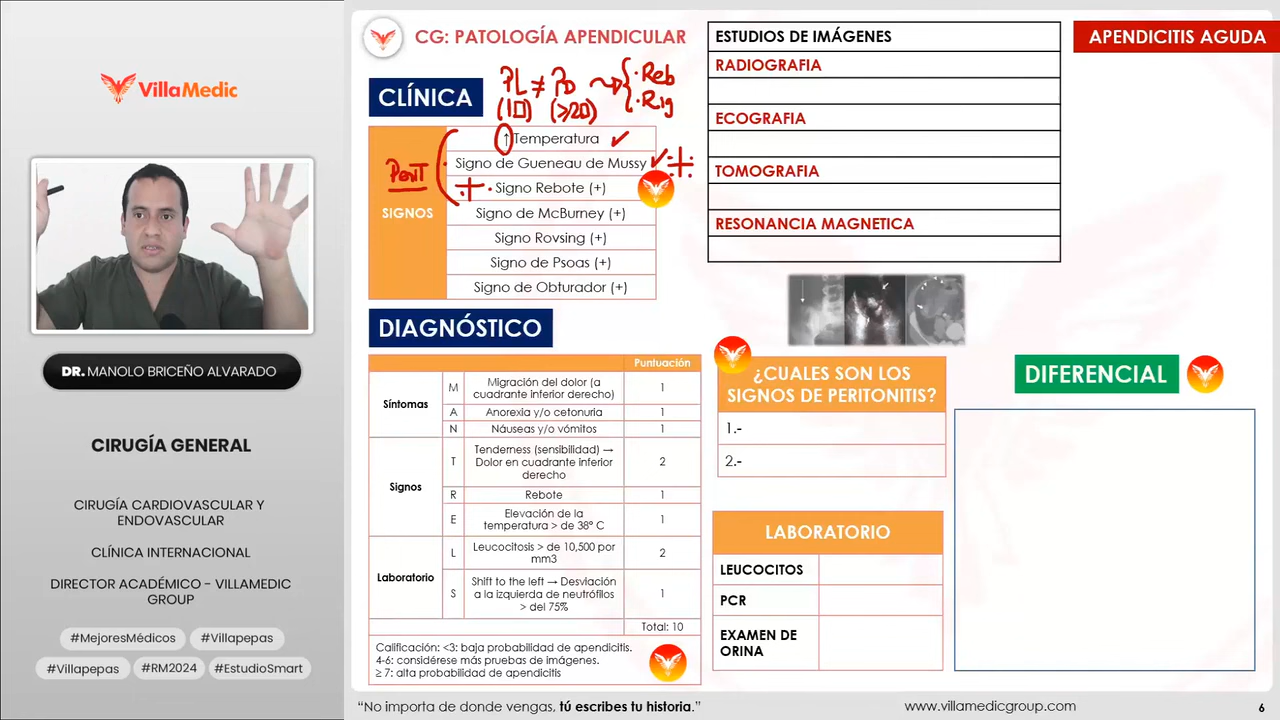 VillaMedic
DR. MANOLO BRICEÑO ALVARADO
CIRUGÍA GENERAL
CIRUGÍA CARDIOVASCULAR Y
ENDOVASCULAR
CLÍNICA INTERNACIONAL
DIRECTOR ACADÉMICO - VILLAMEDIC
GROUP
#MejoresMédicos
#Villapepas
#Villapepas
#RM2024
#EstudioSmart
CG: PATOLOGÍA APENDICULAR
CLÍNICA
PL ≠ PD
Reb
Rig
(1D) (>2D)
PeriT
SIGNOS
↑ Temperatura
Signo de Gueneau de Mussy
Signo Rebote (+)
Signo de McBurney (+)
Signo Rovsing (+)
Signo de Psoas (+)
Signo de Obturador (+)
DIAGNÓSTICO
Puntuación
Síntomas
M Migración del dolor (a
cuadrante inferior derecho) 1
A Anorexia y/o cetonuria 1
N Náuseas y/o vómitos 1
Signos
T Tenderness (sensibilidad) →
Dolor en cuadrante inferior
derecho 2
R Rebote 1
E Elevación de la
temperatura > de 38° C 1
Laboratorio
L Leucocitosis > de 10,500 por
mm3 2
S Shift to the left → Desviación
a la izquierda de neutrófilos
> del 75% 1
Total: 10
Calificación: <3: baja probabilidad de apendicitis.
4-6: considérese más pruebas de imágenes.
≥ 7: alta probabilidad de apendicitis
ESTUDIOS DE IMÁGENES
RADIOGRAFIA
ECOGRAFIA
TOMOGRAFIA
RESONANCIA MAGNETICA
APENDICITIS AGUDA
¿CUALES SON LOS
SIGNOS DE PERITONITIS?
1.-
2.-
LABORATORIO
LEUCOCITOS
PCR
EXAMEN DE
ORINA
DIFERENCIAL
“No importa de donde vengas, tú escribes tu historia.”
www.villamedicgroup.com
6